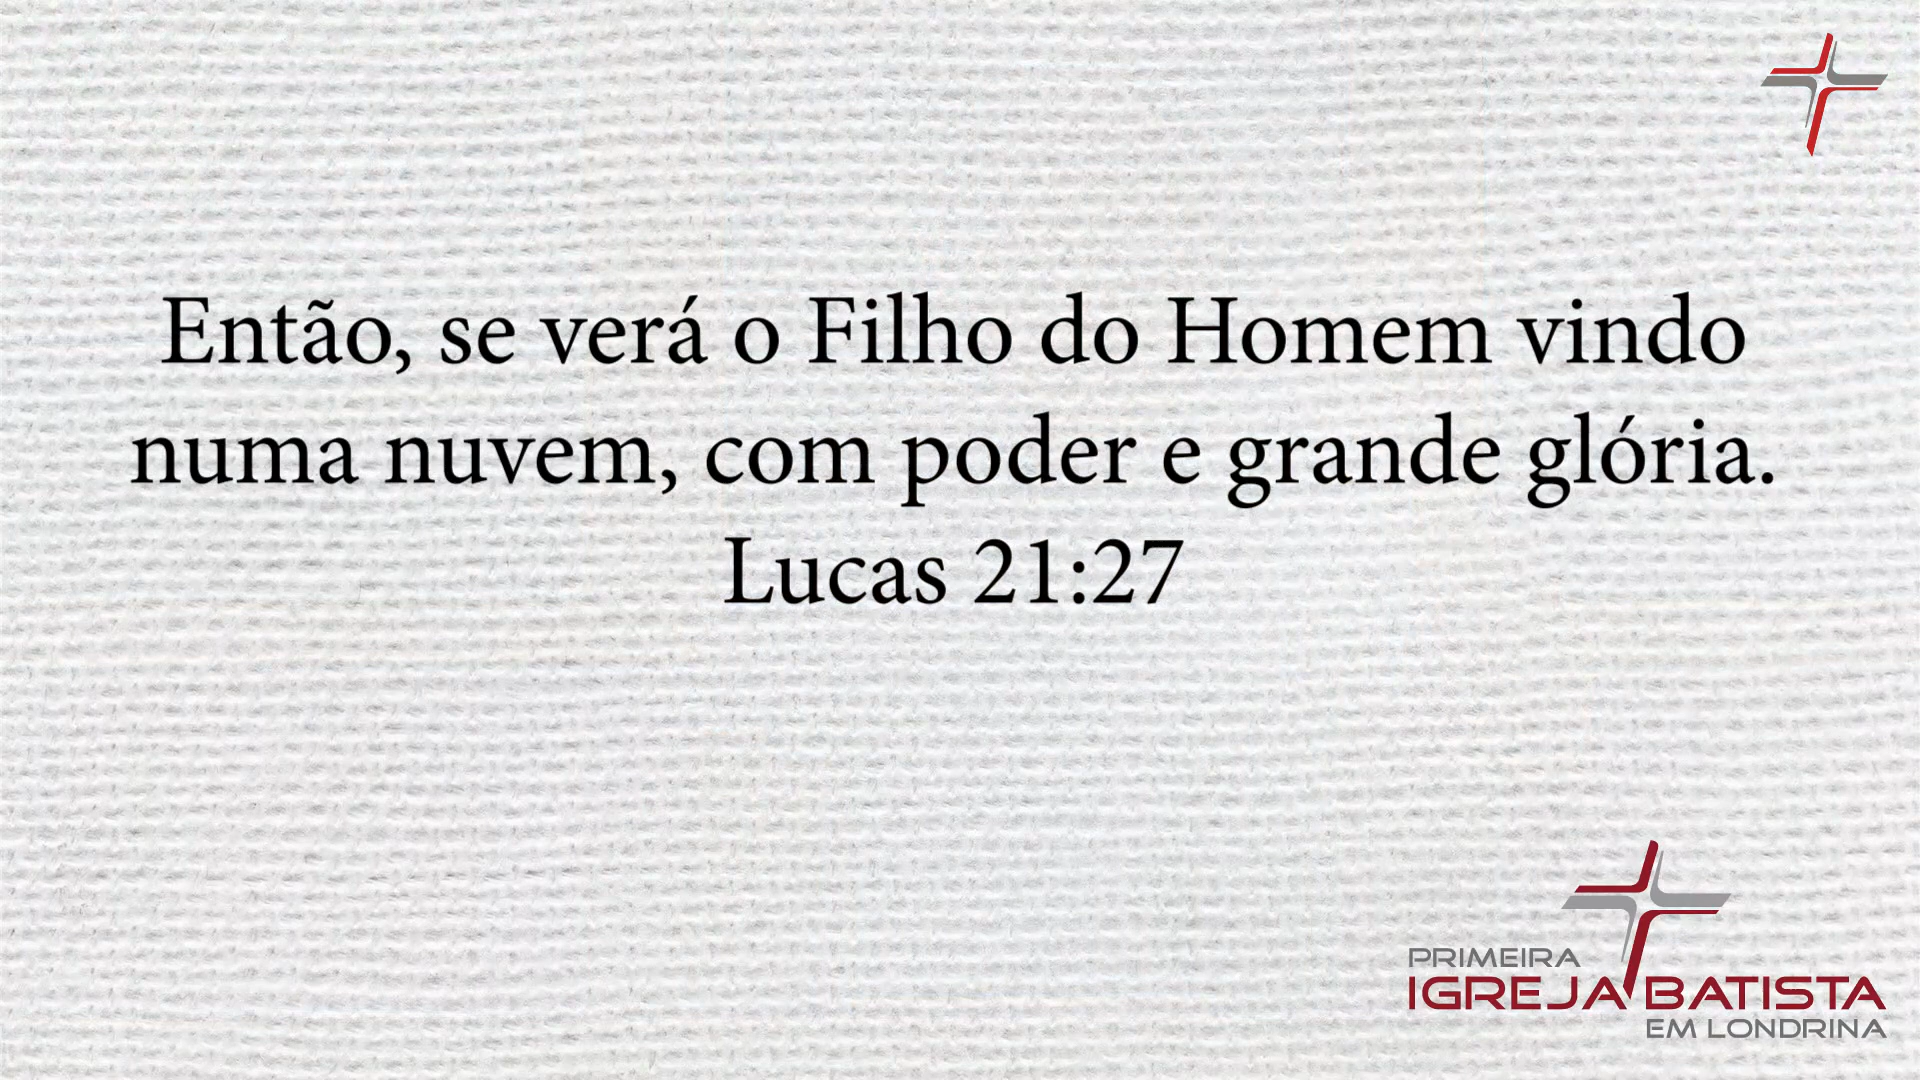 Então, se verá o Filho do Homem vindo
numa nuvem, com poder e grande glória.
Lucas 21:27
PRIMEIRA
IGREJA BATISTA
EM LONDRINA